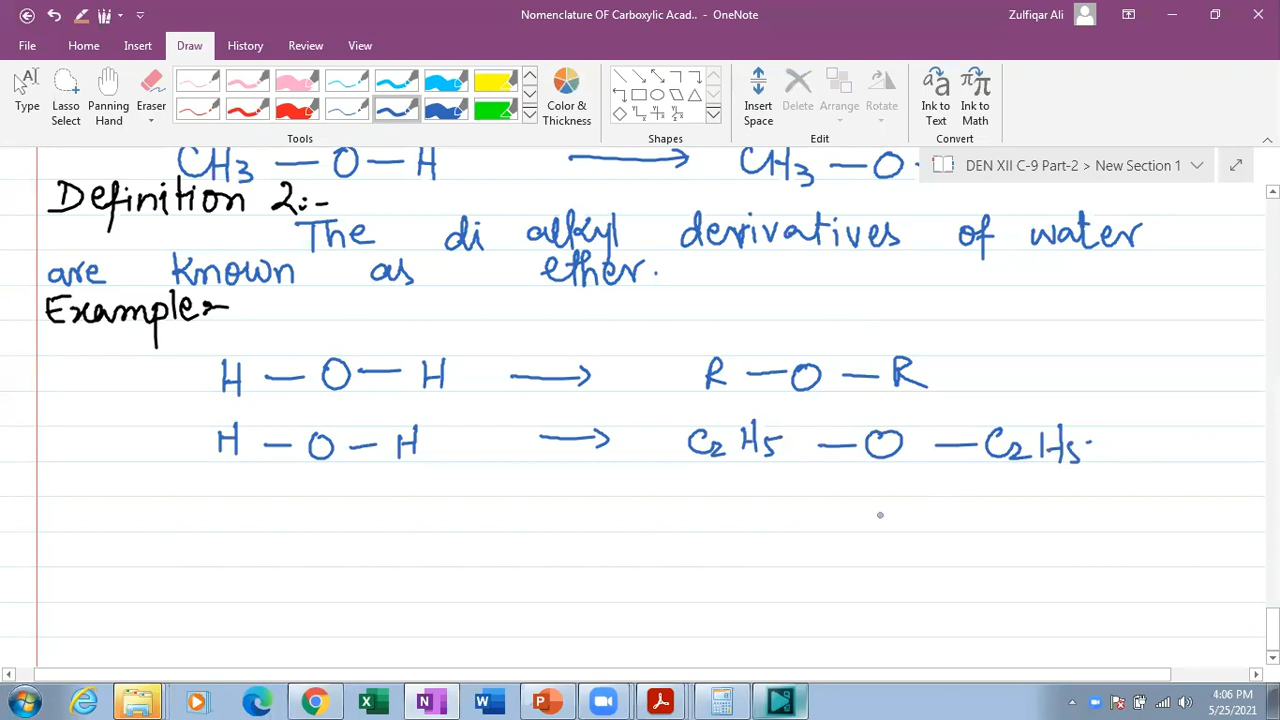 Nomenclature OF Carboxylic Acad.. - OneNote
Zulfiqar Ali
File Home Insert Draw History Review View
Type Lasso Select Panning Hand Eraser Color & Thickness Insert Space Delete Arrange Rotate Ink to Text Ink to Math
Tools Shapes Edit Convert
DEN XII C-9 Part-2 > New Section 1
CH3 — O — H ⟶ CH3 — O -
Definition 2:-
The di alkyl derivatives of water
are known as ether.
Example:-
H — O — H ⟶ R — O — R
H — O — H ⟶ C2H5 — O — C2H5.
4:06 PM
5/25/2021